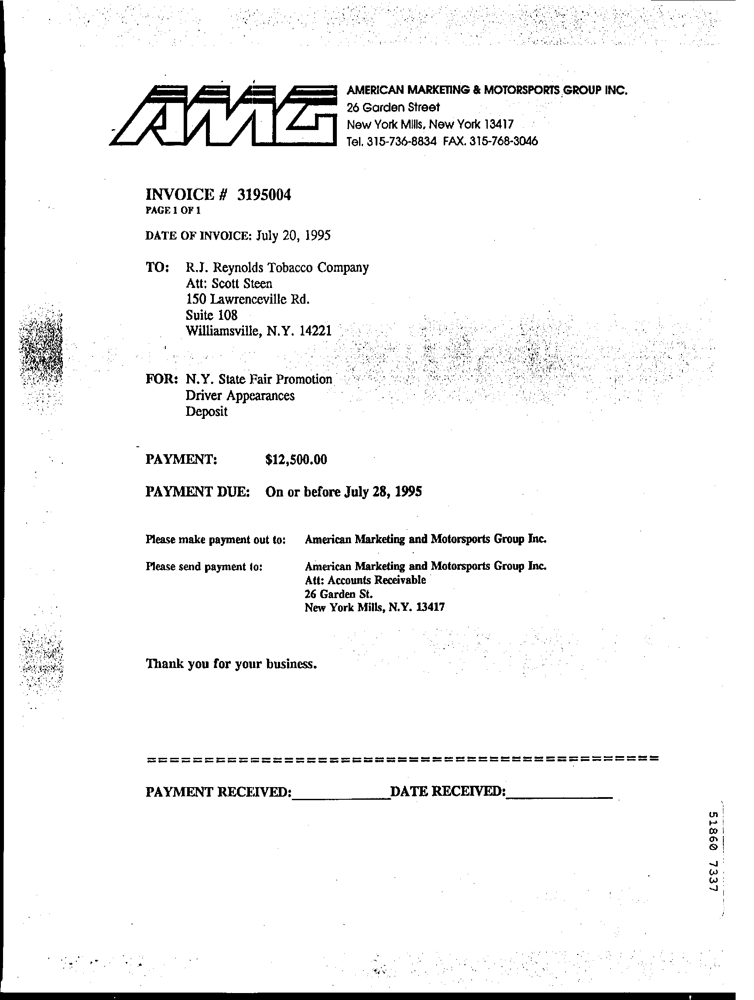 AMG
AMERICAN MARKETING & MOTORSPORTS GROUP INC.
26 Garden Street
New York Mills, New York 13417
Tel. 315-736-8834 FAX. 315-768-3046
INVOICE # 3195004
PAGE 1 OF 1
DATE OF INVOICE: July 20, 1995
TO: R.J. Reynolds Tobacco Company
Att: Scott Steen
150 Lawrenceville Rd.
Suite 108
Williamsville, N.Y. 14221
FOR: N.Y. State Fair Promotion
Driver Appearances
Deposit
PAYMENT: $12,500.00
PAYMENT DUE: On or before July 28, 1995
Please make payment out to: American Marketing and Motorsports Group Inc.
Please send payment to: American Marketing and Motorsports Group Inc.
Att: Accounts Receivable
26 Garden St.
New York Mills, N.Y. 13417
Thank you for your business.
=============================================
PAYMENT RECEIVED:______________DATE RECEIVED:_______________
51860 7337